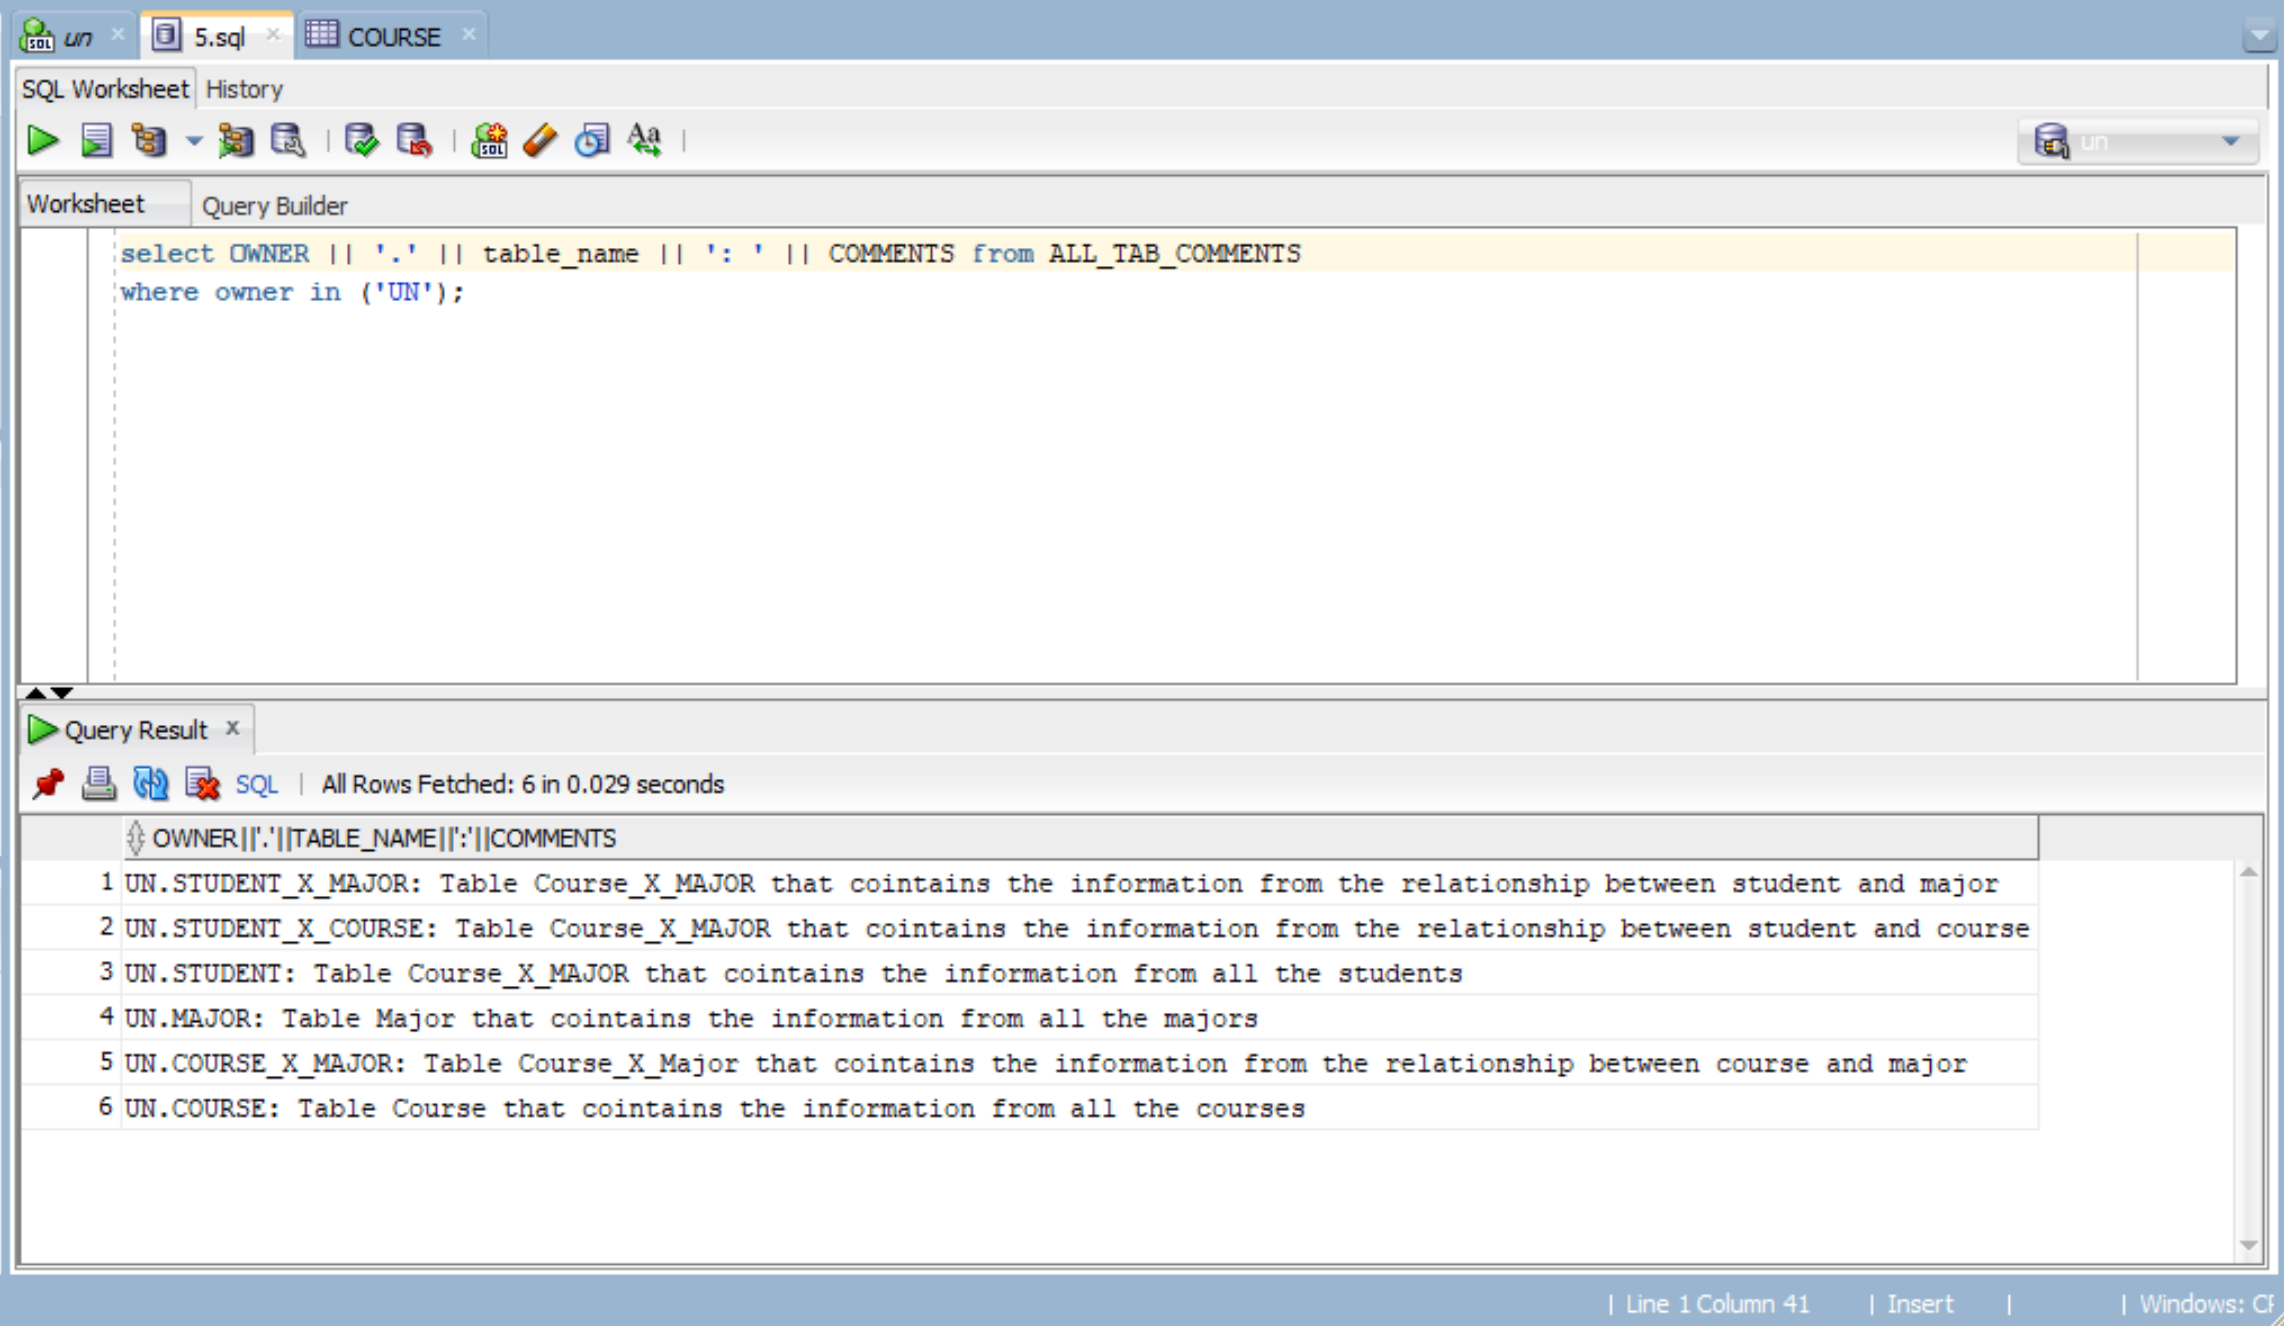 un
5.sql
COURSE
SQL Worksheet History
un
Worksheet Query Builder
select OWNER || '.' || table_name || ': ' || COMMENTS from ALL_TAB_COMMENTS
where owner in ('UN');
Query Result x
SQL | All Rows Fetched: 6 in 0.029 seconds
OWNER||'.'||TABLE_NAME||':'||COMMENTS
1 UN.STUDENT_X_MAJOR: Table Course_X_MAJOR that cointains the information from the relationship between student and major
2 UN.STUDENT_X_COURSE: Table Course_X_MAJOR that cointains the information from the relationship between student and course
3 UN.STUDENT: Table Course_X_MAJOR that cointains the information from all the students
4 UN.MAJOR: Table Major that cointains the information from all the majors
5 UN.COURSE_X_MAJOR: Table Course_X_Major that cointains the information from the relationship between course and major
6 UN.COURSE: Table Course that cointains the information from all the courses
| Line 1 Column 41 | Insert | | Windows: